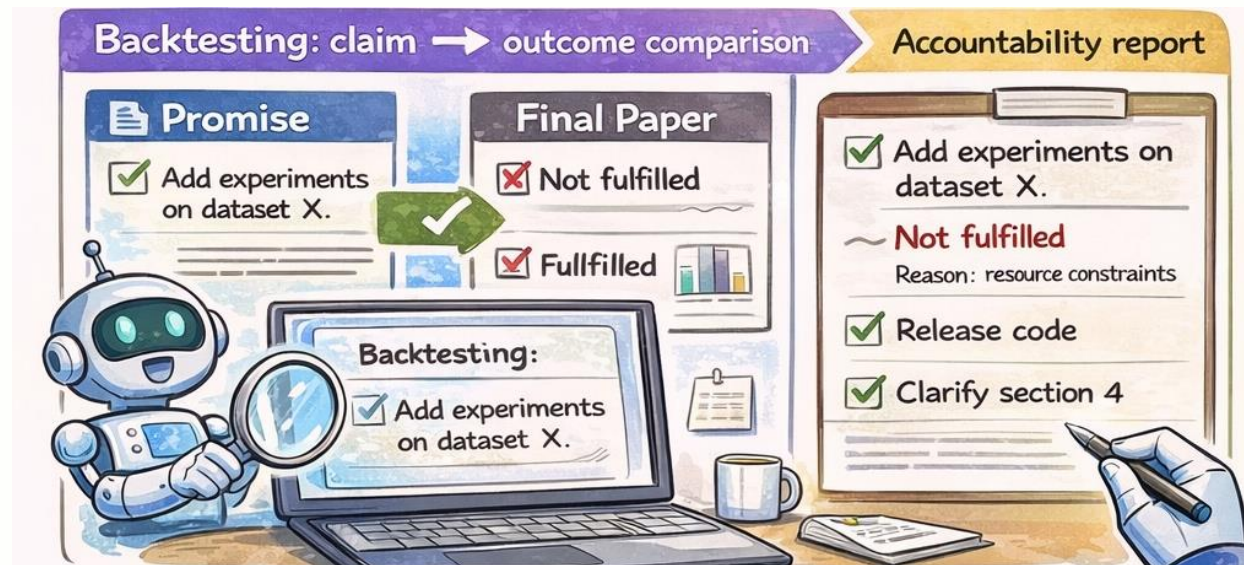 Backtesting: claim → outcome comparison
Accountability report
Promise
Add experiments
on dataset X.
Final Paper
Not fulfilled
Fullfilled
Backtesting:
Add experiments
on dataset X.
Add experiments on
dataset X.
Not fulfilled
Reason: resource constraints
Release code
Clarify section 4